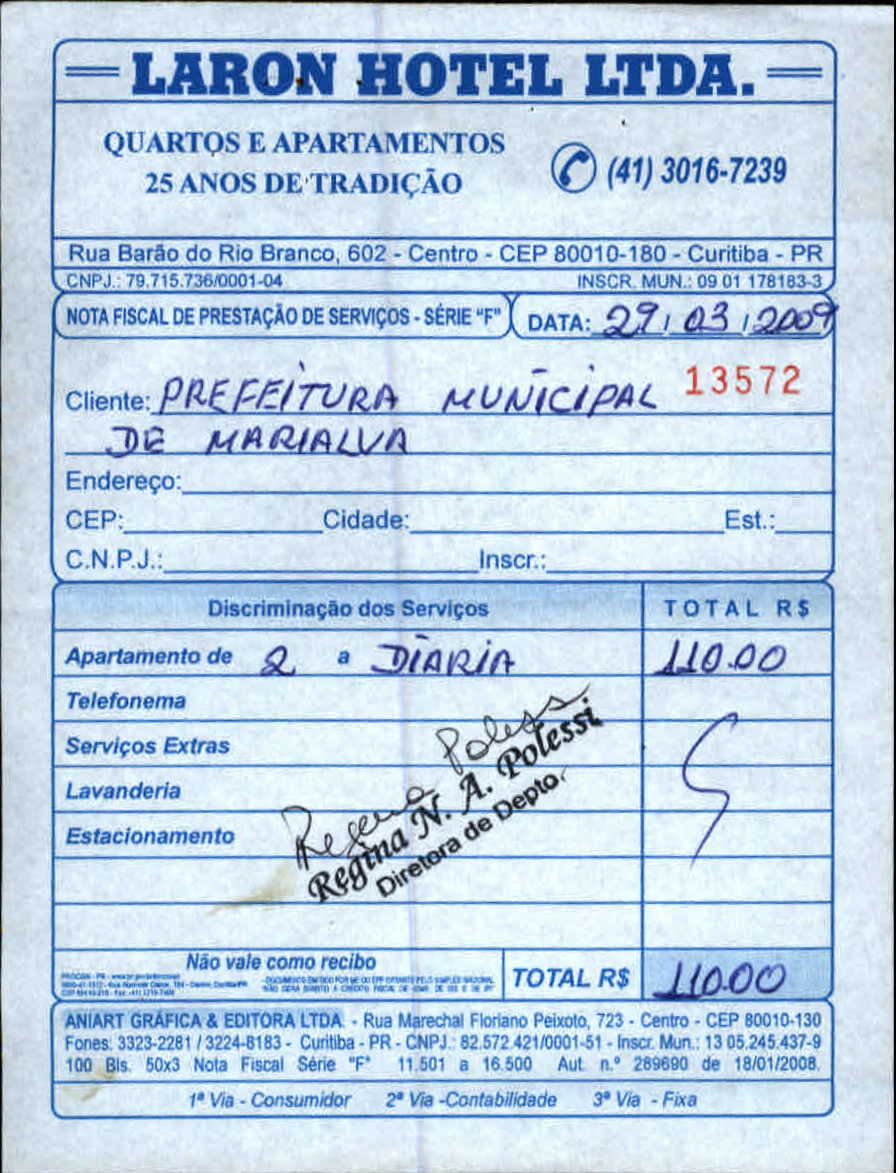 LARON HOTEL LTDA.
QUARTOS E APARTAMENTOS
25 ANOS DE TRADIÇÃO
(41) 3016-7239
Rua Barão do Rio Branco, 602 - Centro - CEP 80010-180 - Curitiba - PR
CNPJ.: 79.715.736/0001-04 INSCR. MUN.: 09 01 178183-3
NOTA FISCAL DE PRESTAÇÃO DE SERVIÇOS - SÉRIE "F" DATA: 29 / 03 / 2009
13572
Cliente: PREFEITURA MUNICIPAL
DE MARIALVA
Endereço:
CEP: Cidade: Est.:
C.N.P.J.: Inscr.:
Discriminação dos Serviços TOTAL R$
Apartamento de 2 a DIARIA 110.00
Telefonema
Serviços Extras
Lavanderia
Estacionamento
Regina Poless
Regina N. A. Polessi
Diretora de Depto.
Não vale como recibo
TOTAL R$ 110.00
ANIART GRÁFICA & EDITORA LTDA. - Rua Marechal Floriano Peixoto, 723 - Centro - CEP 80010-130
Fones: 3323-2281 / 3224-8183 - Curitiba - PR - CNPJ.: 82.572.421/0001-51 - Inscr. Mun.: 13 05.245.437-9
100 Bls. 50x3 Nota Fiscal Série "F" 11.501 a 16.500 Aut. n.º 289690 de 18/01/2008.
1ª Via - Consumidor 2ª Via -Contabilidade 3ª Via - Fixa